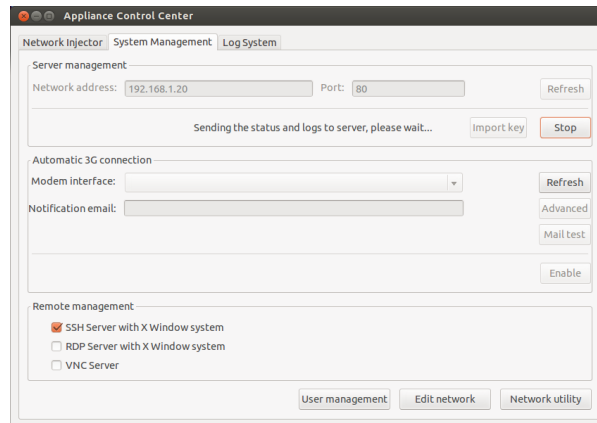 Appliance Control Center
Network Injector System Management Log System
Server management
Network address: 192.168.1.20 Port: 80 Refresh
Sending the status and logs to server, please wait... Import key Stop
Automatic 3G connection
Modem interface: Refresh
Notification email: Advanced
Mail test
Enable
Remote management
SSH Server with X Window system
RDP Server with X Window system
VNC Server
User management Edit network Network utility